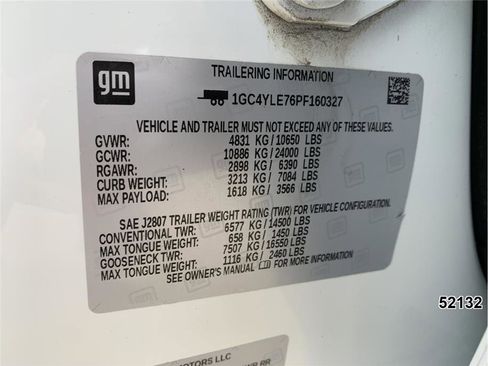 gm
TRAILERING INFORMATION
1GC4YLE76PF160327
VEHICLE AND TRAILER MUST NOT EXCEED ANY OF THESE VALUES.
GVWR: 4831 KG/10650 LBS
GCWR: 10886 KG/24000 LBS
RGAWR: 2898 KG/ 6390 LBS
CURB WEIGHT: 3213 KG/ 7084 LBS
MAX PAYLOAD: 1618 KG/ 3566 LBS
SAE J2807 TRAILER WEIGHT RATING (TWR) FOR VEHICLE CONFIGURATION.
CONVENTIONAL TWR: 6577 KG/14500 LBS
MAX TONGUE WEIGHT: 658 KG/ 1450 LBS
GOOSENECK TWR: 7507 KG/16550 LBS
MAX TONGUE WEIGHT: 1116 KG/ 2460 LBS
SEE OWNER'S MANUAL FOR MORE INFORMATION.
52132
MOTORS LLC